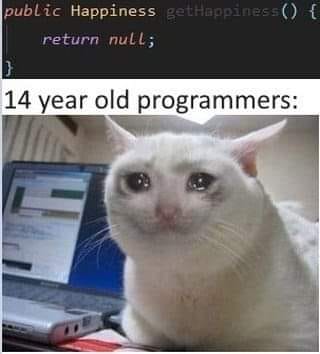 public Happiness getHappiness() {
return null;
}
14 year old programmers: